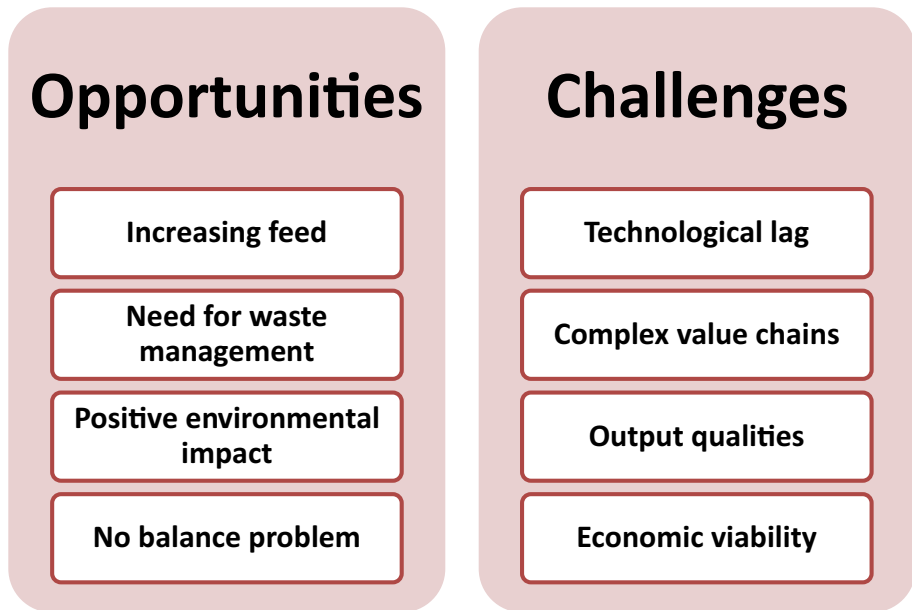 Opportunities
Increasing feed
Need for waste
management
Positive environmental
impact
No balance problem
Challenges
Technological lag
Complex value chains
Output qualities
Economic viability